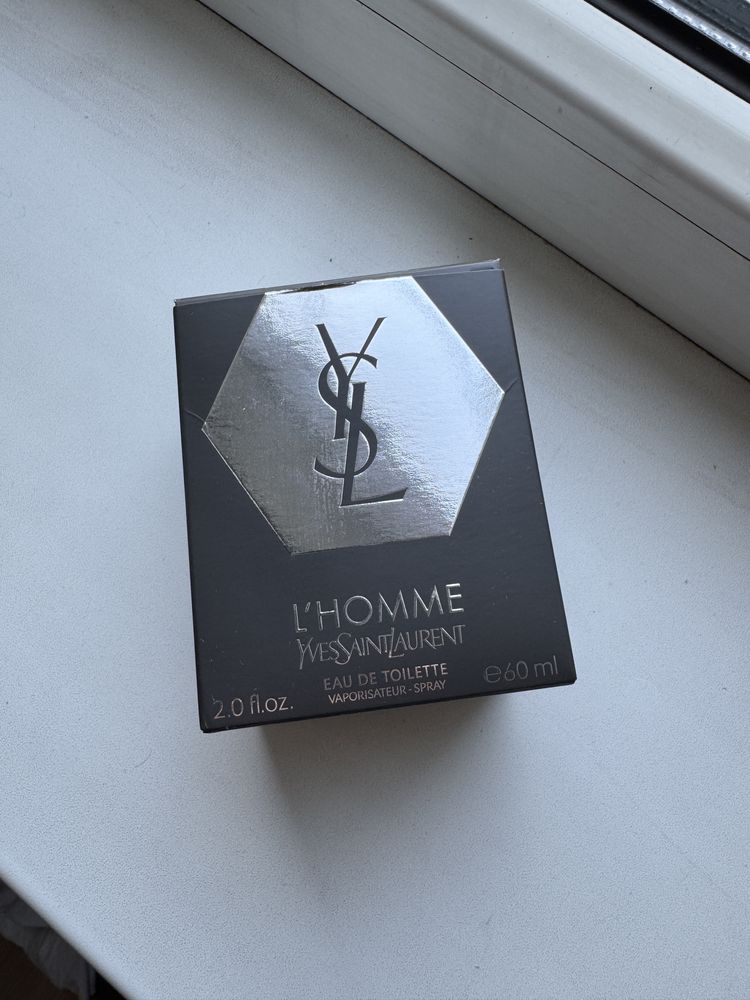 YSL
L'HOMME
YVESSAINTLAURENT
EAU DE TOILETTE
VAPORISATEUR - SPRAY
2.0 fl.oz.
℮60 ml